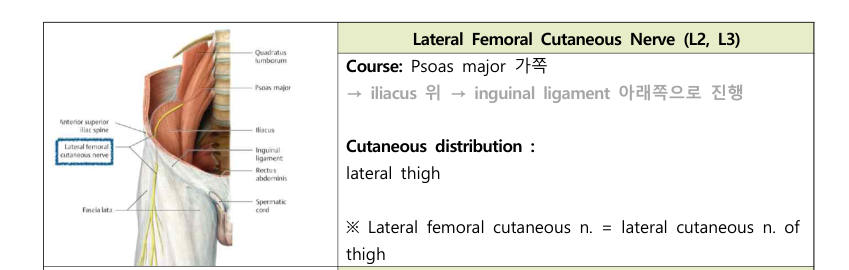 Quadratus
lumborum
Psoas major
Anterior superior
iliac spine
Lateral femoral
cutaneous nerve
Iliacus
Inguinal
ligament
Rectus
abdominis
Spermatic
cord
Fascia lata
Lateral Femoral Cutaneous Nerve (L2, L3)
Course: Psoas major 가쪽
→ iliacus 위 → inguinal ligament 아래쪽으로 진행
Cutaneous distribution :
lateral thigh
※ Lateral femoral cutaneous n. = lateral cutaneous n. of
thigh